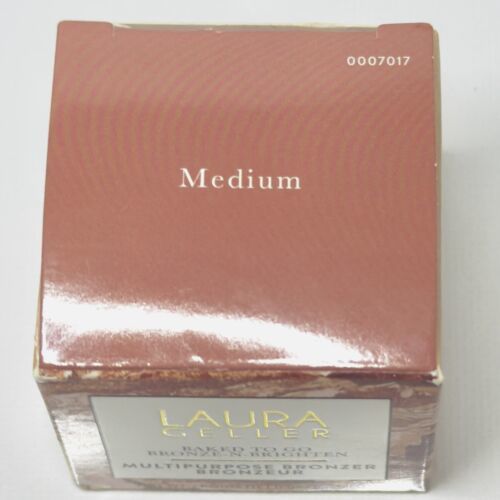 0007017
Medium
LAURA
GELLER
BAKED TO GO
BRONZE-N-BRIGHTEN
MULTIPURPOSE BRONZER
BRONZEUR